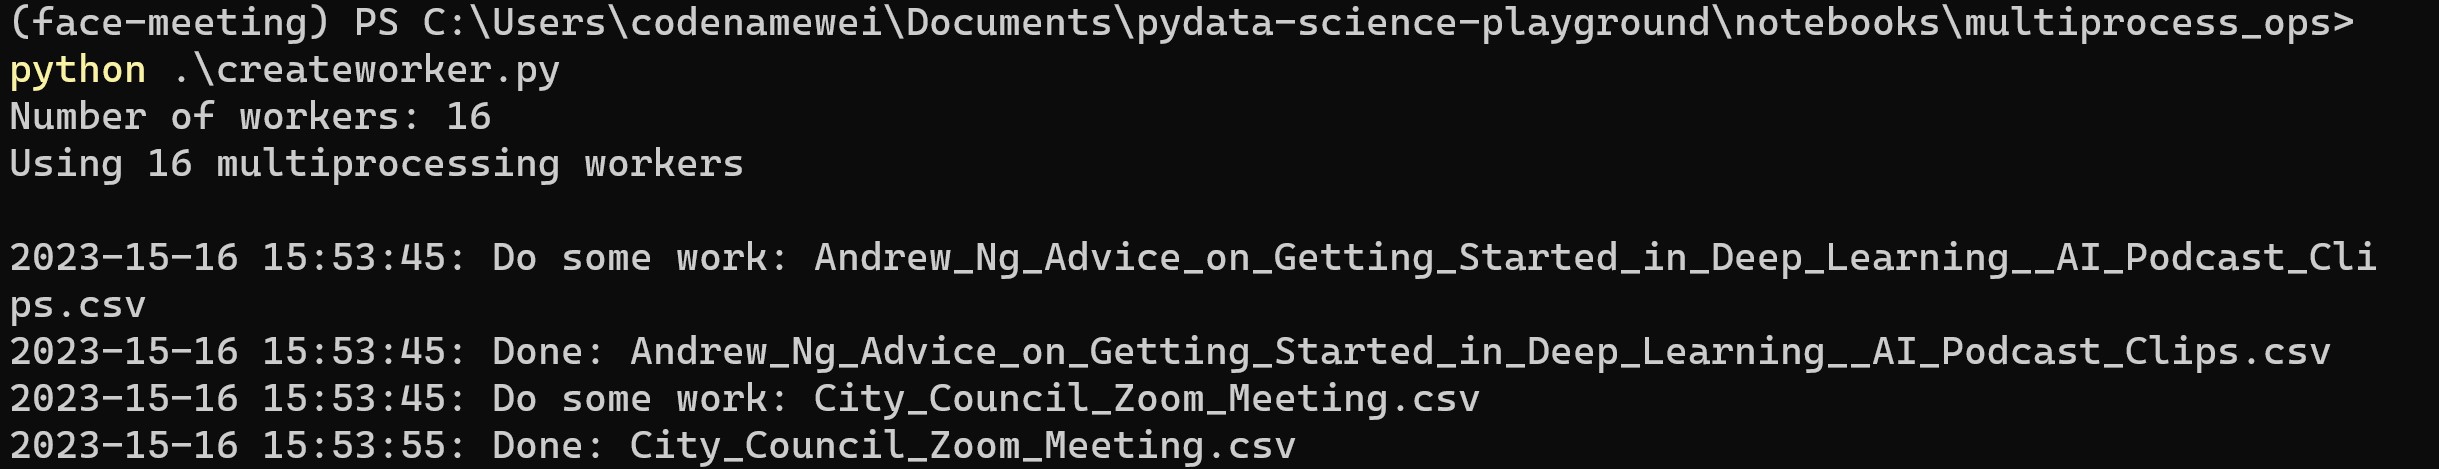 (face-meeting) PS C:\Users\codenamewei\Documents\pydata-science-playground\notebooks\multiprocess_ops>
python .\createworker.py
Number of workers: 16
Using 16 multiprocessing workers
2023-15-16 15:53:45: Do some work: Andrew_Ng_Advice_on_Getting_Started_in_Deep_Learning__AI_Podcast_Cli
ps.csv
2023-15-16 15:53:45: Done: Andrew_Ng_Advice_on_Getting_Started_in_Deep_Learning__AI_Podcast_Clips.csv
2023-15-16 15:53:45: Do some work: City_Council_Zoom_Meeting.csv
2023-15-16 15:53:55: Done: City_Council_Zoom_Meeting.csv